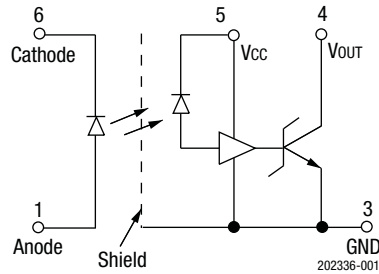 6
Cathode
5
Vcc
4
VOUT
1
Anode
Shield
3
GND
202336-001